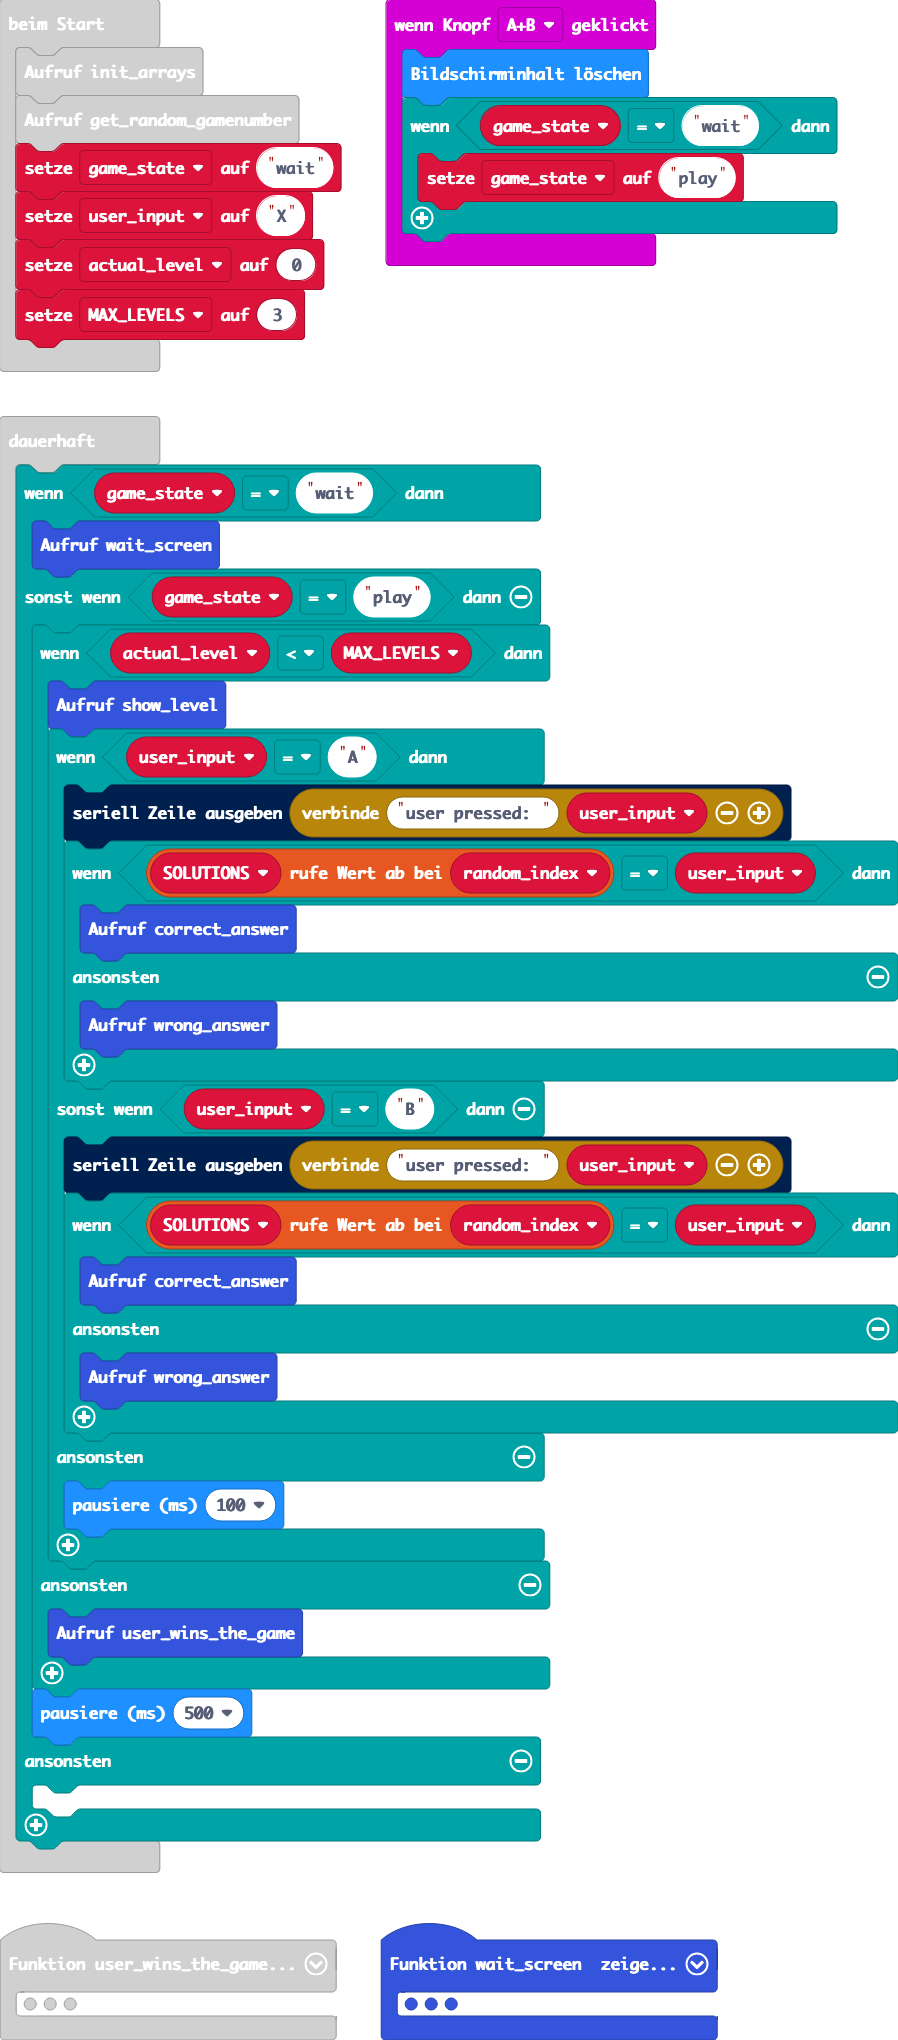 beim Start
Aufruf init_arrays
Aufruf get_random_gamenumber
setze game_state auf "wait"
setze user_input auf "X"
setze actual_level auf 0
setze MAX_LEVELS auf 3
wenn Knopf A+B geklickt
Bildschirminhalt löschen
wenn game_state = "wait" dann
setze game_state auf "play"
dauerhaft
wenn game_state = "wait" dann
Aufruf wait_screen
sonst wenn game_state = "play" dann
wenn actual_level < MAX_LEVELS dann
Aufruf show_level
wenn user_input = "A" dann
seriell Zeile ausgeben verbinde "user pressed: " user_input
wenn SOLUTIONS rufe Wert ab bei random_index = user_input dann
Aufruf correct_answer
ansonsten
Aufruf wrong_answer
sonst wenn user_input = "B" dann
seriell Zeile ausgeben verbinde "user pressed: " user_input
wenn SOLUTIONS rufe Wert ab bei random_index = user_input dann
Aufruf correct_answer
ansonsten
Aufruf wrong_answer
ansonsten
pausiere (ms) 100
ansonsten
Aufruf user_wins_the_game
pausiere (ms) 500
ansonsten
Funktion user_wins_the_game...
Funktion wait_screen zeige...